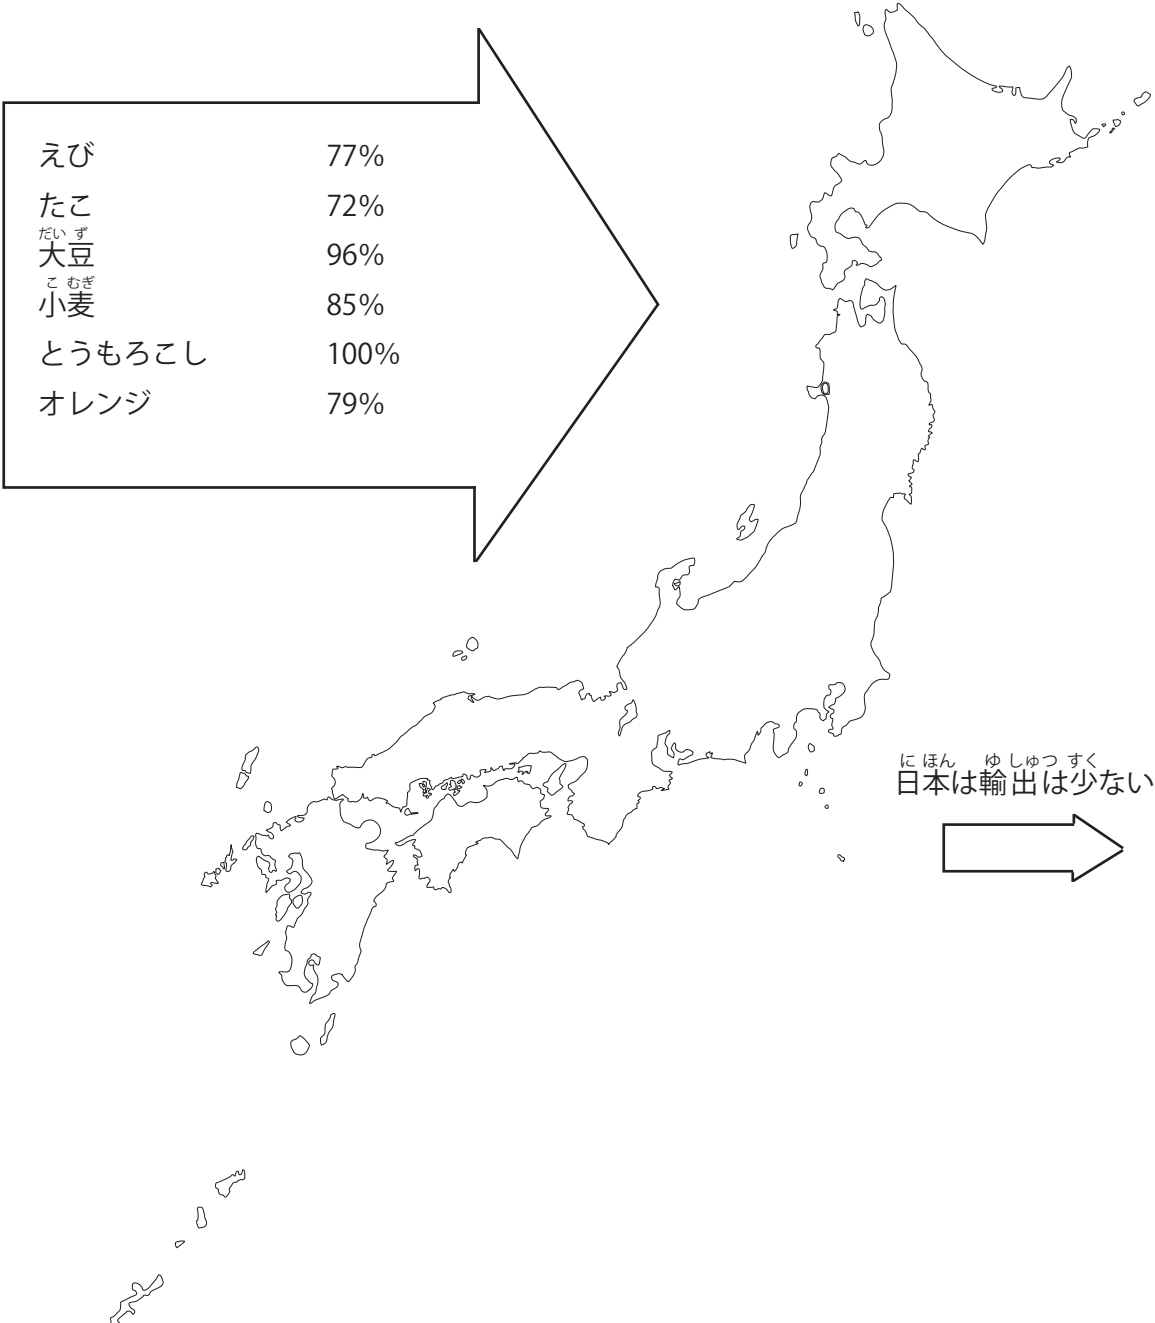 えび 77%
たこ 72%
だい ず
大豆 96%
こ むぎ
小麦 85%
とうもろこし 100%
オレンジ 79%
に ほん ゆ しゅつ すく
日本は輸出は少ない